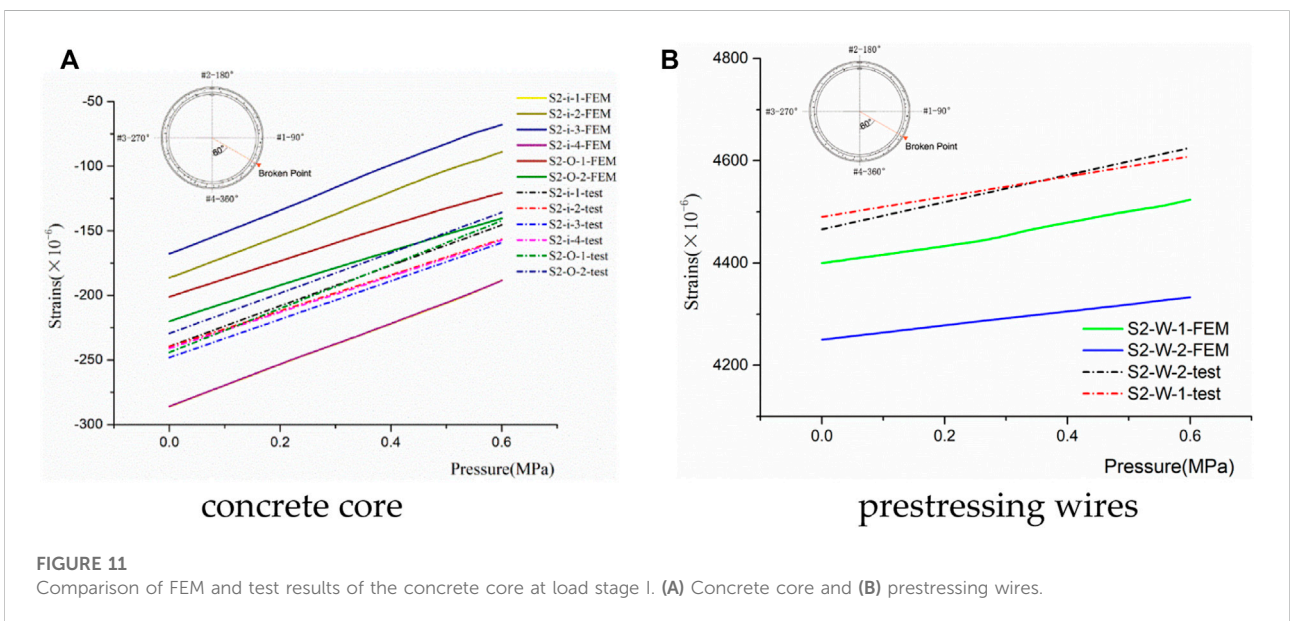 A
#2-180°
#3-270°
#1-90°
60°
Broken Point
#4-360°
-50
-100
-150
-200
-250
-300
0.0
0.2
0.4
0.6
Strains(×10⁻⁶)
Pressure(MPa)
S2-i-1-FEM
S2-i-2-FEM
S2-i-3-FEM
S2-i-4-FEM
S2-O-1-FEM
S2-O-2-FEM
S2-i-1-test
S2-i-2-test
S2-i-3-test
S2-i-4-test
S2-O-1-test
S2-O-2-test
concrete core
B
#2-180°
#3-270°
#1-90°
60°
Broken Point
#4-360°
4800
4600
4400
4200
0.0
0.2
0.4
0.6
Strains(×10⁻⁶)
Pressure(MPa)
S2-W-1-FEM
S2-W-2-FEM
S2-W-2-test
S2-W-1-test
prestressing wires
FIGURE 11
Comparison of FEM and test results of the concrete core at load stage I. (A) Concrete core and (B) prestressing wires.